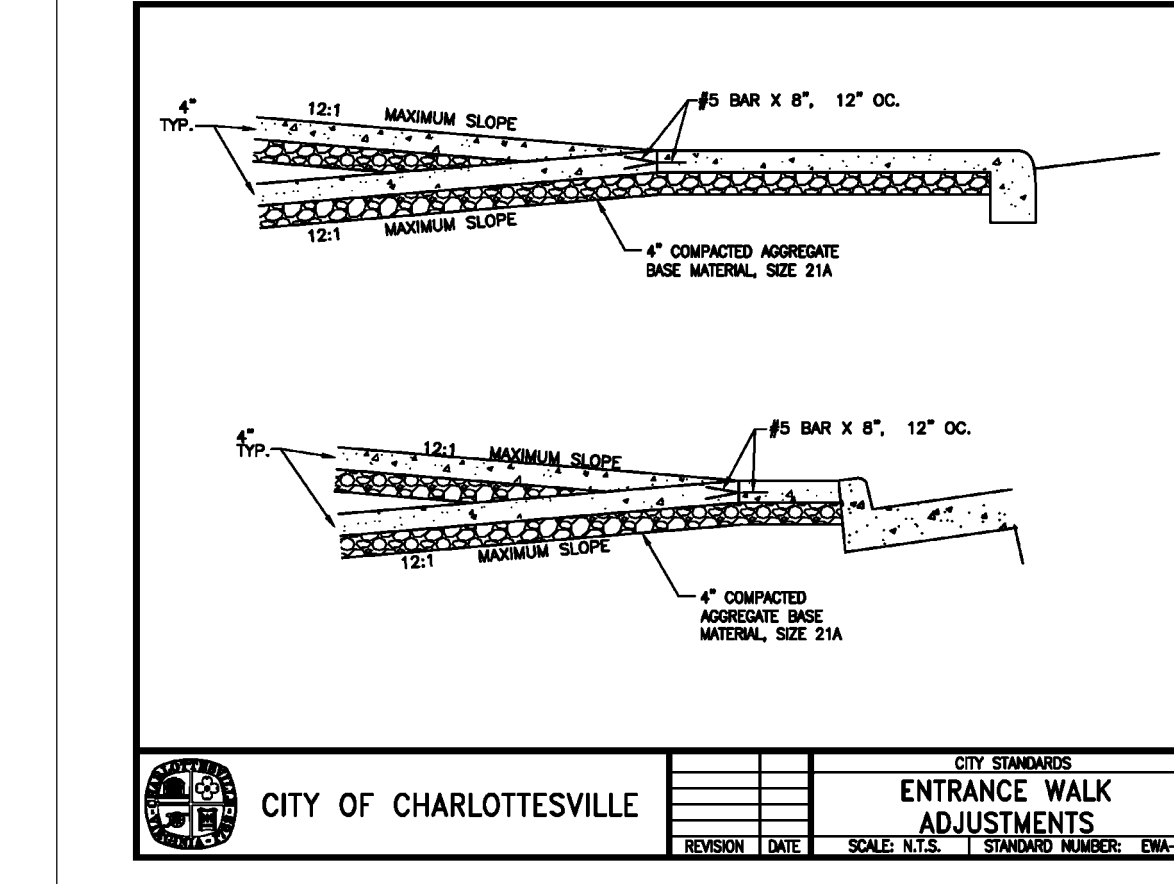 4"
TYP.
12:1
MAXIMUM SLOPE
#5 BAR X 8", 12" OC.
MAXIMUM SLOPE
12:1
4" COMPACTED AGGREGATE
BASE MATERIAL, SIZE 21A
4"
TYP.
12:1
MAXIMUM SLOPE
#5 BAR X 8", 12" OC.
MAXIMUM SLOPE
12:1
4" COMPACTED
AGGREGATE BASE
MATERIAL, SIZE 21A
CHARLOTTESVILLE
VIRGINIA
CITY OF CHARLOTTESVILLE
REVISION DATE
CITY STANDARDS
ENTRANCE WALK
ADJUSTMENTS
SCALE: N.T.S. STANDARD NUMBER: EWA-